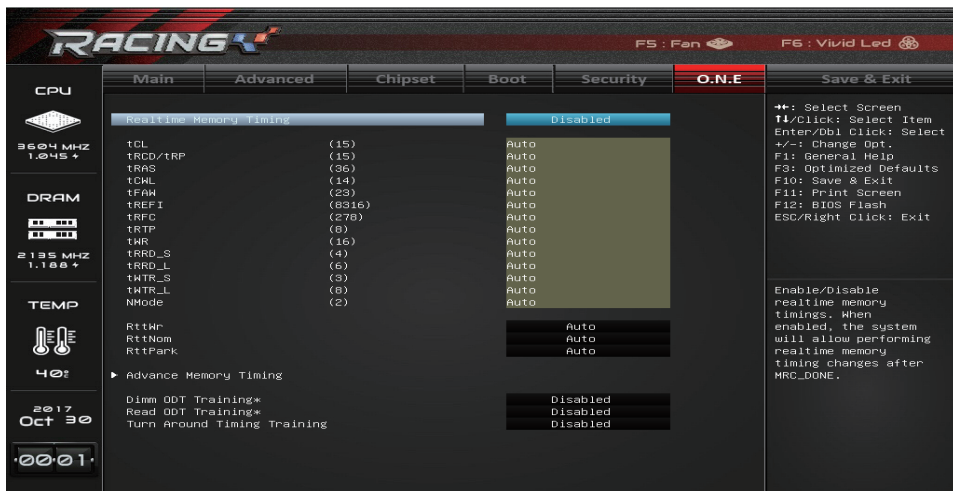 RACING
F5 : Fan
F6 : Vivid Led
Main Advanced Chipset Boot Security O.N.E Save & Exit
CPU
3604 MHZ
1.045 +
DRAM
2135 MHZ
1.188 +
TEMP
40
2017
Oct 30
00:01
Realtime Memory Timing Disabled
tCL (15) Auto
tRCD/tRP (15) Auto
tRAS (36) Auto
tCWL (14) Auto
tFAW (23) Auto
tREFI (8316) Auto
tRFC (278) Auto
tRTP (8) Auto
tWR (16) Auto
tRRD_S (4) Auto
tRRD_L (6) Auto
tWTR_S (3) Auto
tWTR_L (8) Auto
NMode (2) Auto
RttWr Auto
RttNom Auto
RttPark Auto
Advance Memory Timing
Dimm ODT Training* Disabled
Read ODT Training* Disabled
Turn Around Timing Training Disabled
→←: Select Screen
↑↓/Click: Select Item
Enter/Dbl Click: Select
+/-: Change Opt.
F1: General Help
F3: Optimized Defaults
F10: Save & Exit
F11: Print Screen
F12: BIOS Flash
ESC/Right Click: Exit
Enable/Disable
realtime memory
timings. When
enabled, the system
will allow performing
realtime memory
timing changes after
MRC_DONE.